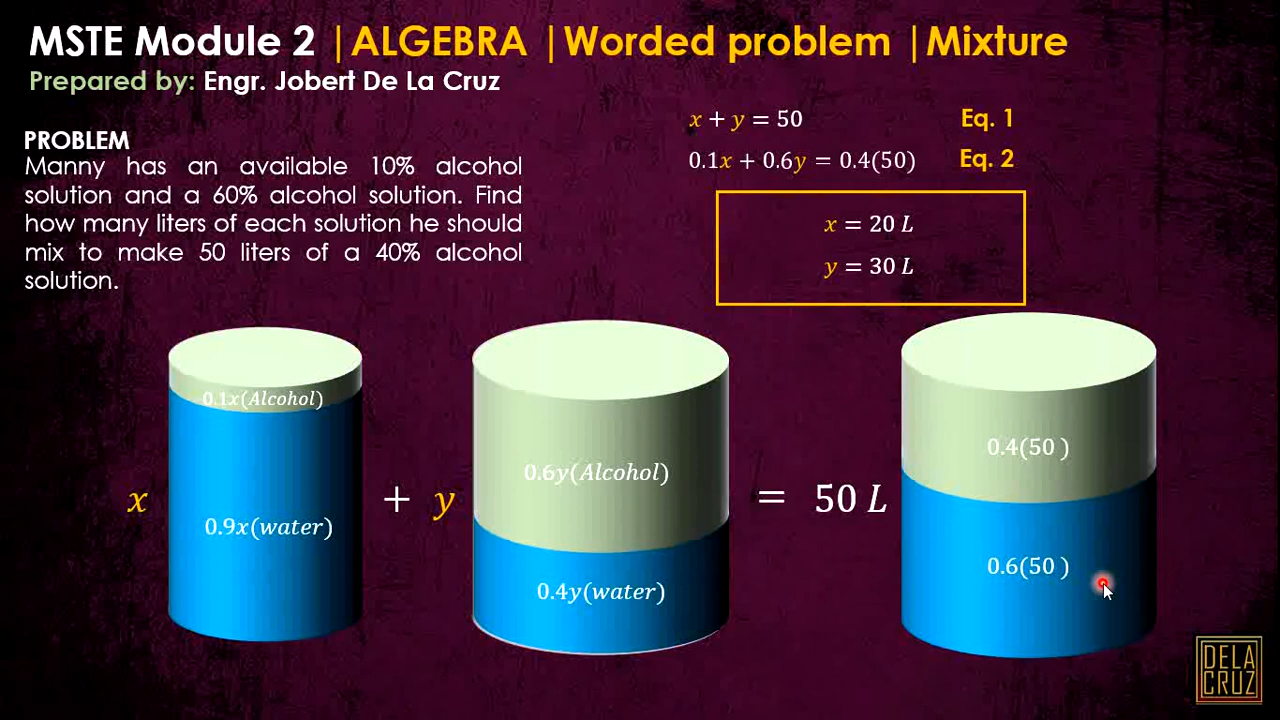 MSTE Module 2 |ALGEBRA |Worded problem |Mixture
Prepared by: Engr. Jobert De La Cruz
PROBLEM
Manny has an available 10% alcohol
solution and a 60% alcohol solution. Find
how many liters of each solution he should
mix to make 50 liters of a 40% alcohol
solution.
x + y = 50 Eq. 1
0.1x + 0.6y = 0.4(50) Eq. 2
x = 20 L
y = 30 L
0.1x(Alcohol)
0.9x(water)
x
+ y
0.6y(Alcohol)
0.4y(water)
= 50 L
0.4(50 )
0.6(50 )
DELA
CRUZ